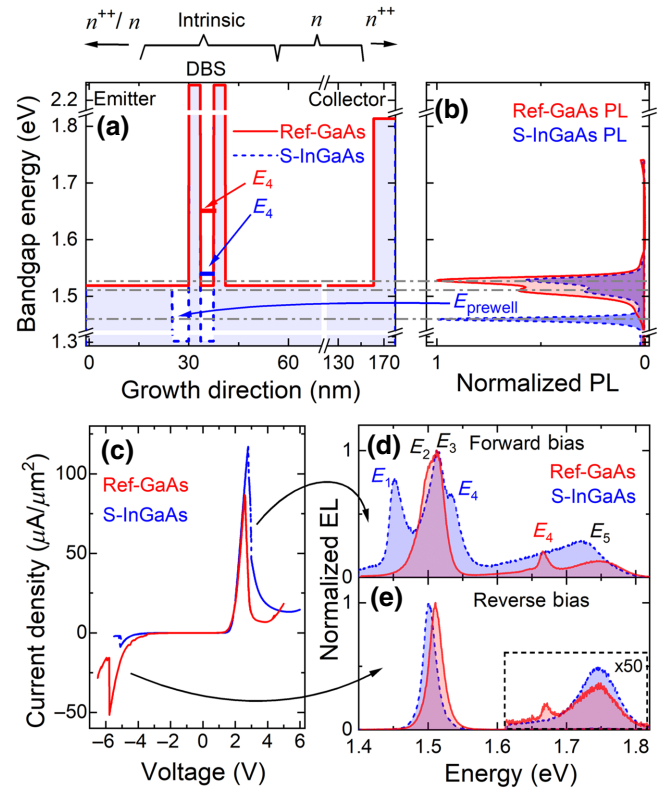 n++/ n Intrinsic n n++
DBS
Emitter Collector
(a)
Ref-GaAs
S-InGaAs
E4
E4
Eprewell
2.2
1.8
1.7
1.6
1.5
1.3
Bandgap energy (eV)
0 30 60 130 170
Growth direction (nm)
(b)
Ref-GaAs PL
S-InGaAs PL
1 0
Normalized PL
(c)
Ref-GaAs
S-InGaAs
100
50
0
−50
Current density (μA/μm2)
−6 −4 −2 0 2 4 6
Voltage (V)
(d) E2 E3 Forward bias
Ref-GaAs
S-InGaAs
E1
E4
E4
E5
1
0
Normalized EL
(e) Reverse bias
x50
1
0
1.4 1.5 1.6 1.7 1.8
Energy (eV)